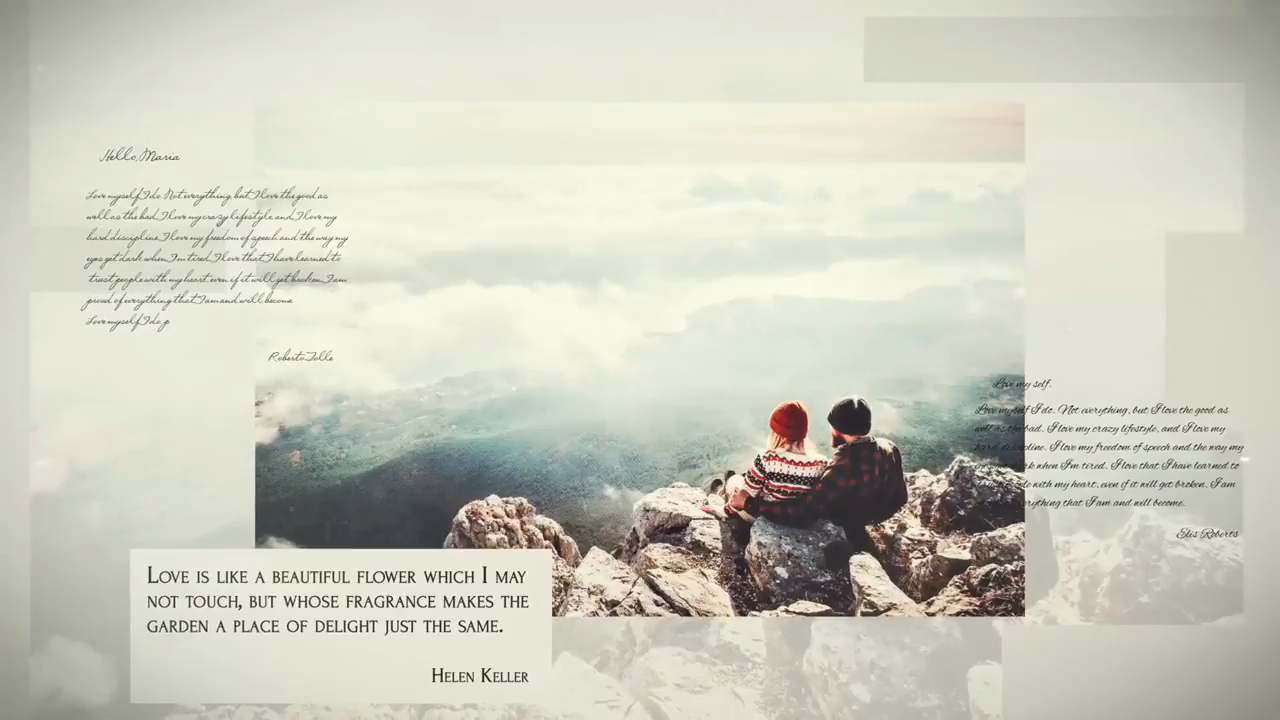 Hello, Maria
Love myself I do. Not everything, but I love the good as
well as the bad. I love my crazy lifestyle, and I love my
hard discipline. I love my freedom of speech and the way my
eyes get dark when I'm tired. I love that I have learned to
trust people with my heart, even if it will get broken. I am
proud of everything that I am and will become.
Love myself I do. p
Roberto Tolle
Love my self.
Love myself I do. Not everything, but I love the good as
well as the bad. I love my crazy lifestyle, and I love my
hard discipline. I love my freedom of speech and the way my
dark when I'm tired. I love that I have learned to
people with my heart, even if it will get broken. I am
everything that I am and will become.
Elis Roberts
Love is like a beautiful flower which I may
not touch, but whose fragrance makes the
garden a place of delight just the same.
Helen Keller